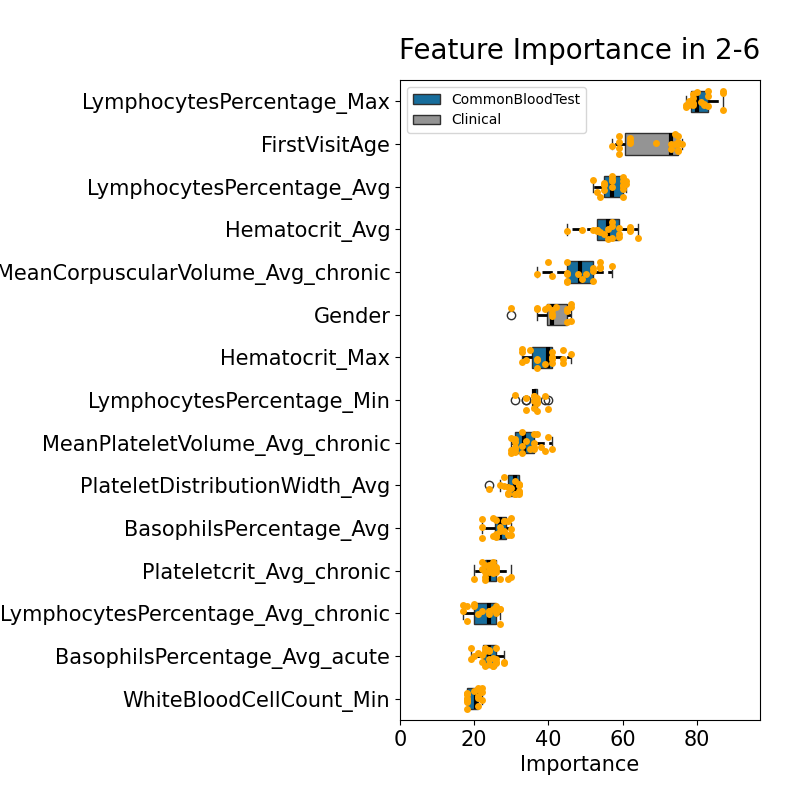 Feature Importance in 2-6
CommonBloodTest
Clinical
LymphocytesPercentage_Max
FirstVisitAge
LymphocytesPercentage_Avg
Hematocrit_Avg
MeanCorpuscularVolume_Avg_chronic
Gender
Hematocrit_Max
LymphocytesPercentage_Min
MeanPlateletVolume_Avg_chronic
PlateletDistributionWidth_Avg
BasophilsPercentage_Avg
Plateletcrit_Avg_chronic
LymphocytesPercentage_Avg_chronic
BasophilsPercentage_Avg_acute
WhiteBloodCellCount_Min
0 20 40 60 80
Importance